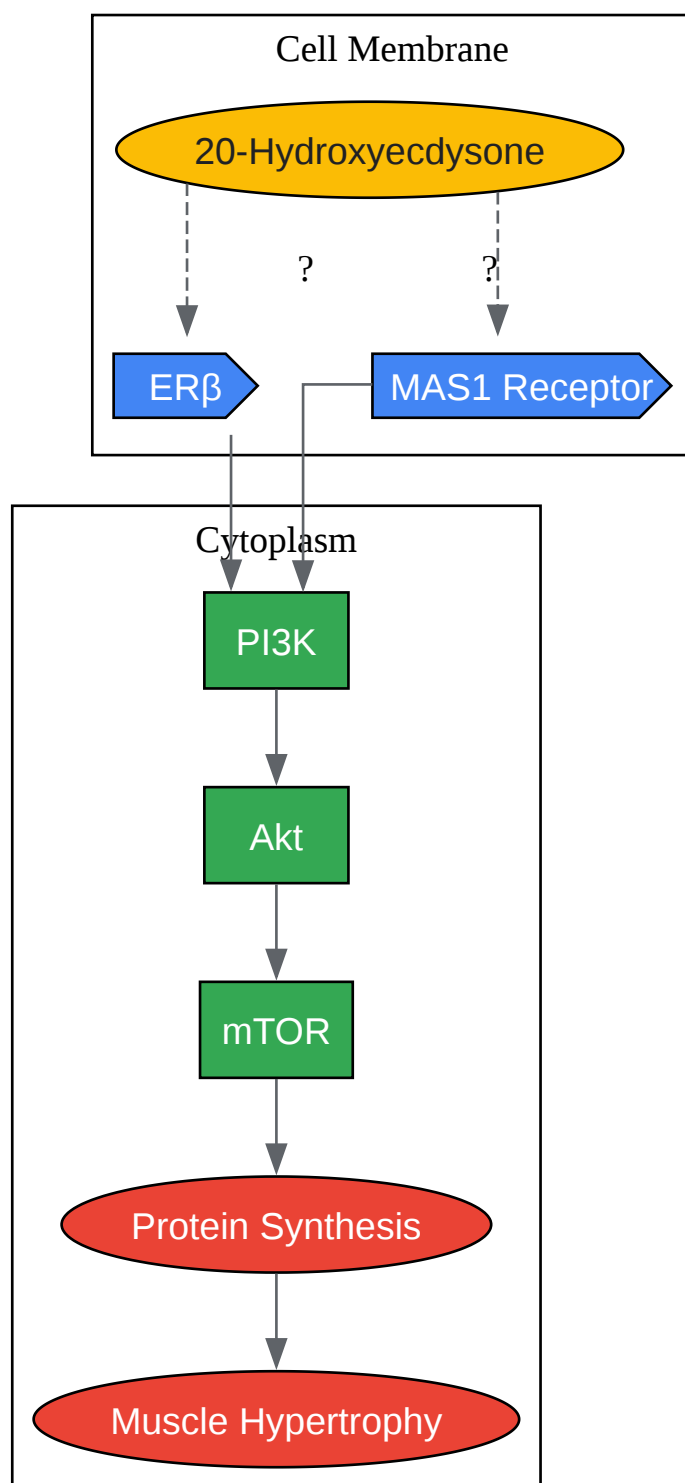 Cell Membrane
20-Hydroxyecdysone
?
?
ERβ
MAS1 Receptor
Cytoplasm
PI3K
Akt
mTOR
Protein Synthesis
Muscle Hypertrophy